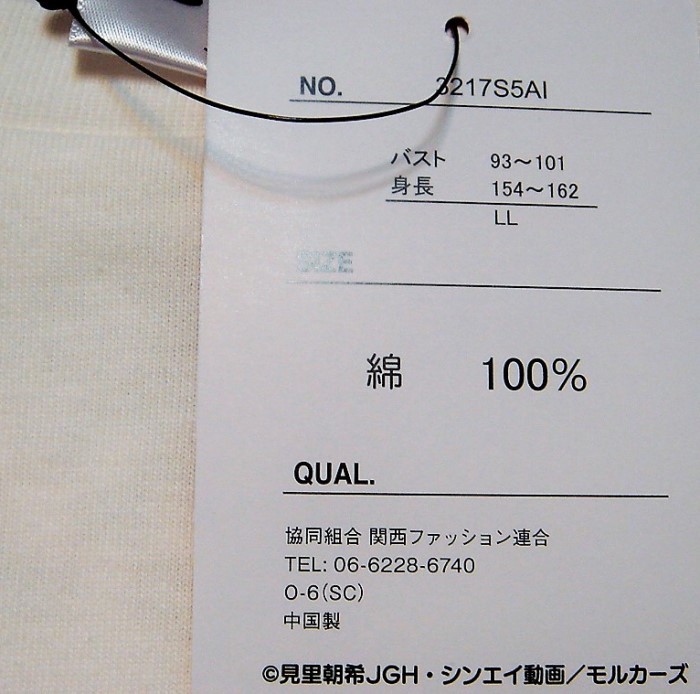 NO. 3217S5AI
バスト 93～101
身長 154～162
LL
SIZE
綿 100%
QUAL.
協同組合 関西ファッション連合
TEL: 06-6228-6740
O-6(SC)
中国製
©見里朝希JGH・シンエイ動画／モルカーズ